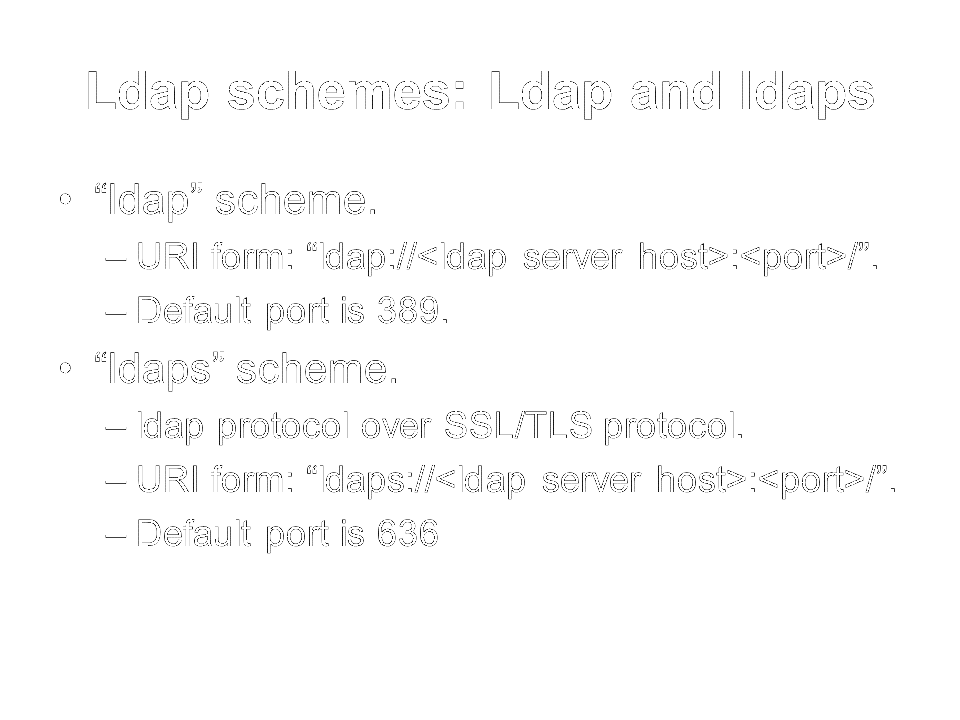 Ldap schemes: Ldap and ldaps
• “ldap” scheme.
– URI form: “ldap://<ldap server host>:<port>/”.
– Default port is 389.
• “ldaps” scheme.
– ldap protocol over SSL/TLS protocol.
– URI form: “ldaps://<ldap server host>:<port>/”.
– Default port is 636